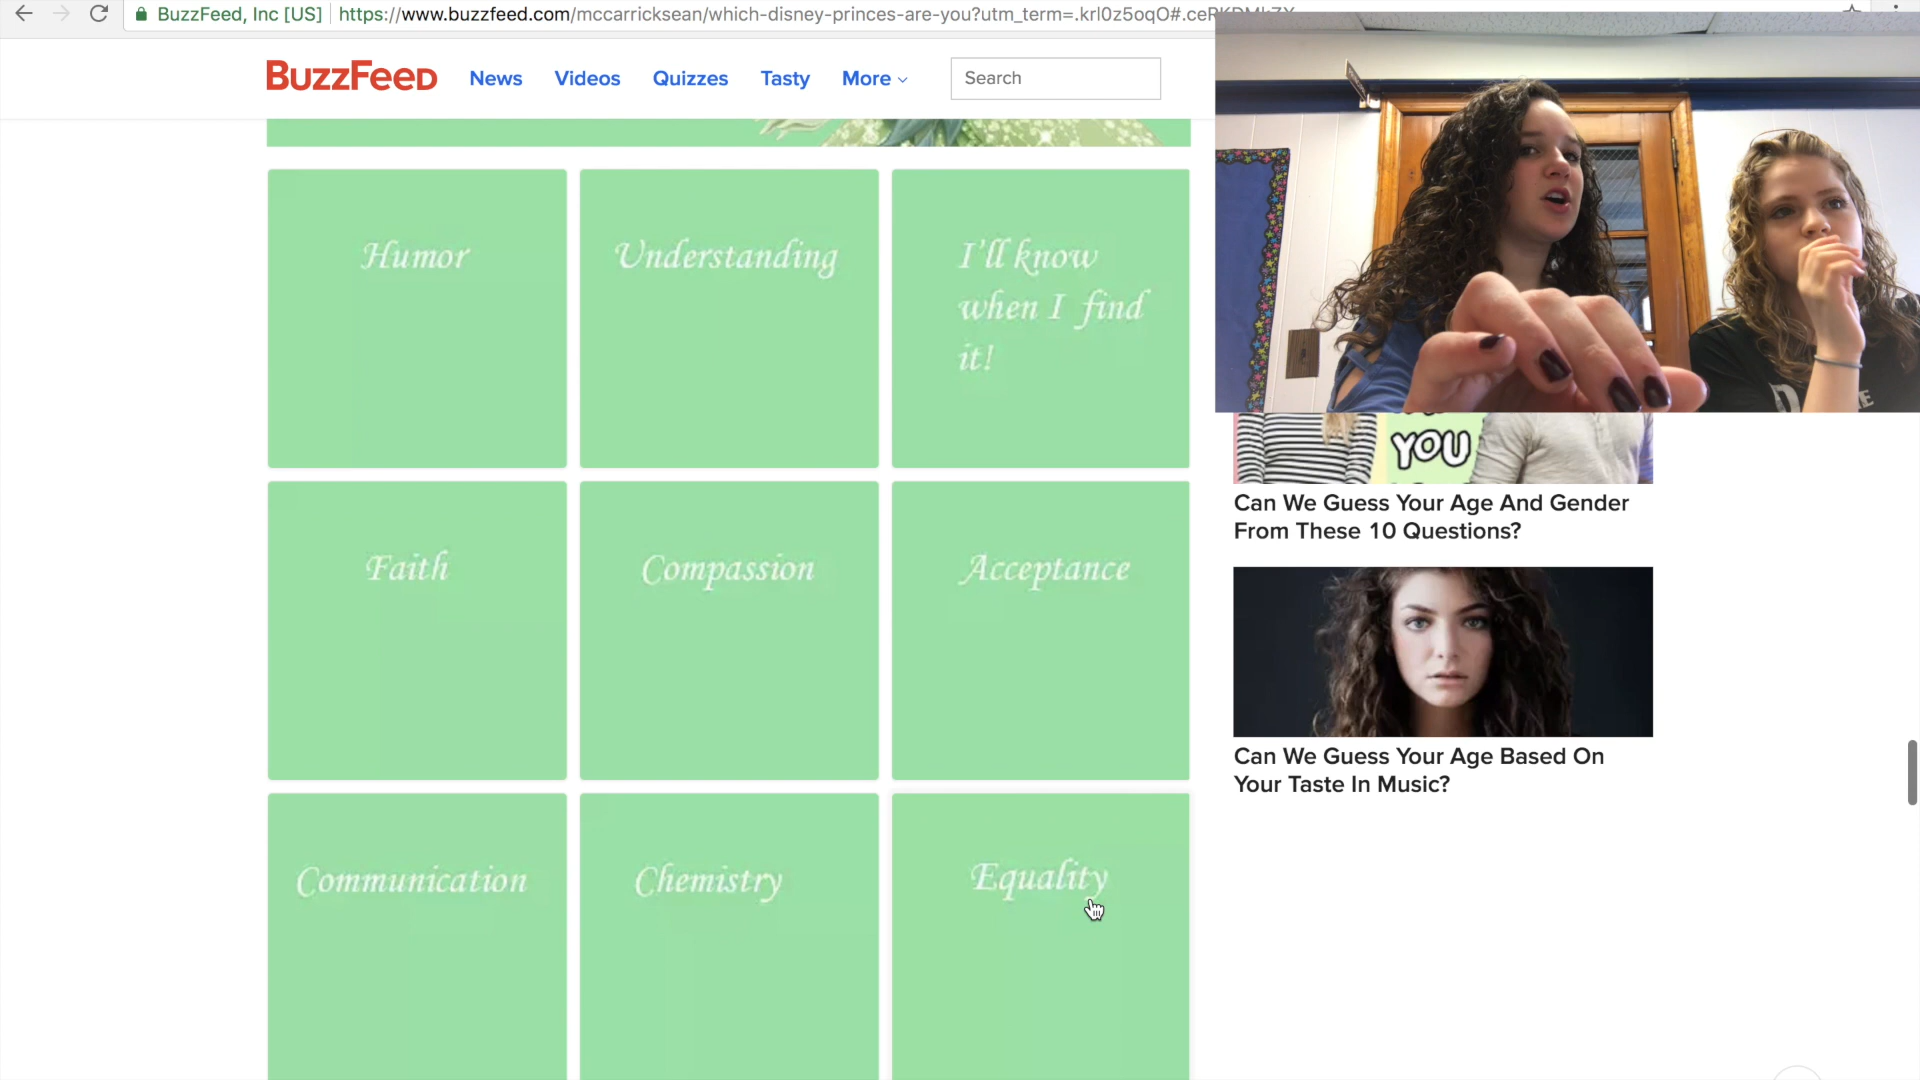 BuzzFeed, Inc [US]
https://www.buzzfeed.com/mccarricksean/which-disney-princes-are-you?utm_term=.krl0z5oqO#.ce
BuzzFeeD
News
Videos
Quizzes
Tasty
More
Search
Humor
Understanding
I'll know
when I find
it!
Faith
Compassion
Acceptance
Communication
Chemistry
Equality
YOU
Can We Guess Your Age And Gender
From These 10 Questions?
Can We Guess Your Age Based On
Your Taste In Music?